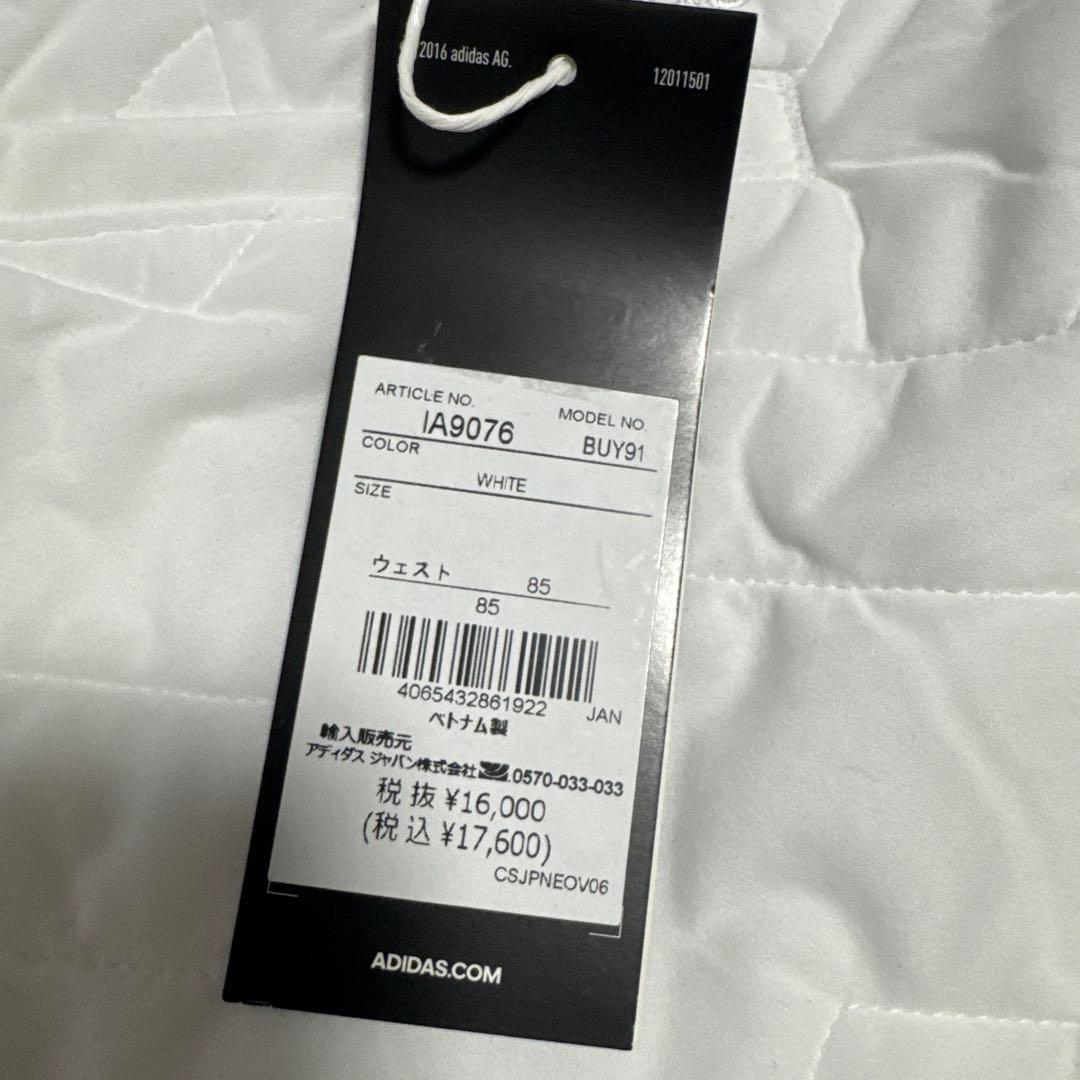 2016 adidas AG.
12011501
ARTICLE NO.
MODEL NO.
IA9076
BUY91
COLOR
WHITE
SIZE
ウェスト 85
85
4065432861922 JAN
ベトナム製
輸入販売元
アディダス ジャパン株式会社 .0570-033-033
税抜 ¥16,000
(税込 ¥17,600)
CSJPNEOV06
ADIDAS.COM